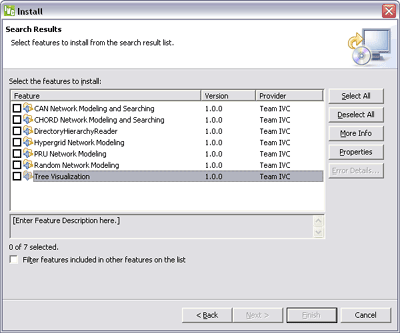 Install
Search Results
Select features to install from the search result list.
Select the features to install:
Feature Version Provider
CAN Network Modeling and Searching 1.0.0 Team IVC
CHORD Network Modeling and Searching 1.0.0 Team IVC
DirectoryHierarchyReader 1.0.0 Team IVC
Hypergrid Network Modeling 1.0.0 Team IVC
PRU Network Modeling 1.0.0 Team IVC
Random Network Modeling 1.0.0 Team IVC
Tree Visualization 1.0.0 Team IVC
Select All
Deselect All
More Info
Properties
Error Details...
[Enter Feature Description here.]
0 of 7 selected.
Filter features included in other features on the list
< Back
Next >
Finish
Cancel